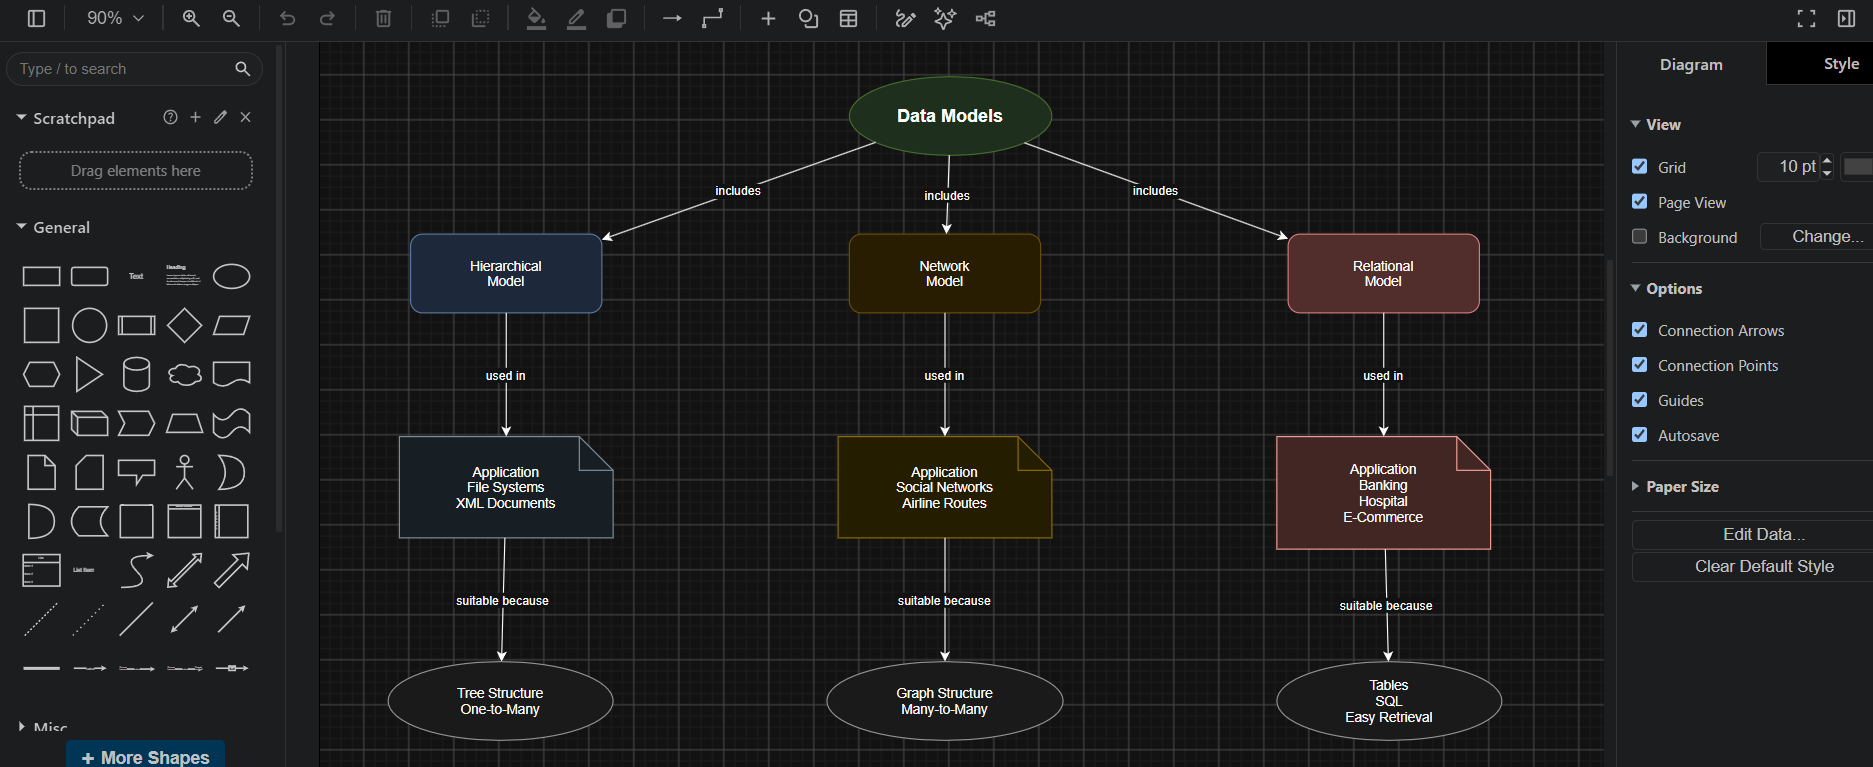 90%
Type / to search
Scratchpad
Drag elements here
General
Text
Heading
List Item
Misc
+ More Shapes
Data Models
includes
includes
includes
Hierarchical
Model
Network
Model
Relational
Model
used in
used in
used in
Application
File Systems
XML Documents
Application
Social Networks
Airline Routes
Application
Banking
Hospital
E-Commerce
suitable because
suitable because
suitable because
Tree Structure
One-to-Many
Graph Structure
Many-to-Many
Tables
SQL
Easy Retrieval
Diagram
Style
View
Grid
10 pt
Page View
Background
Change...
Options
Connection Arrows
Connection Points
Guides
Autosave
Paper Size
Edit Data...
Clear Default Style